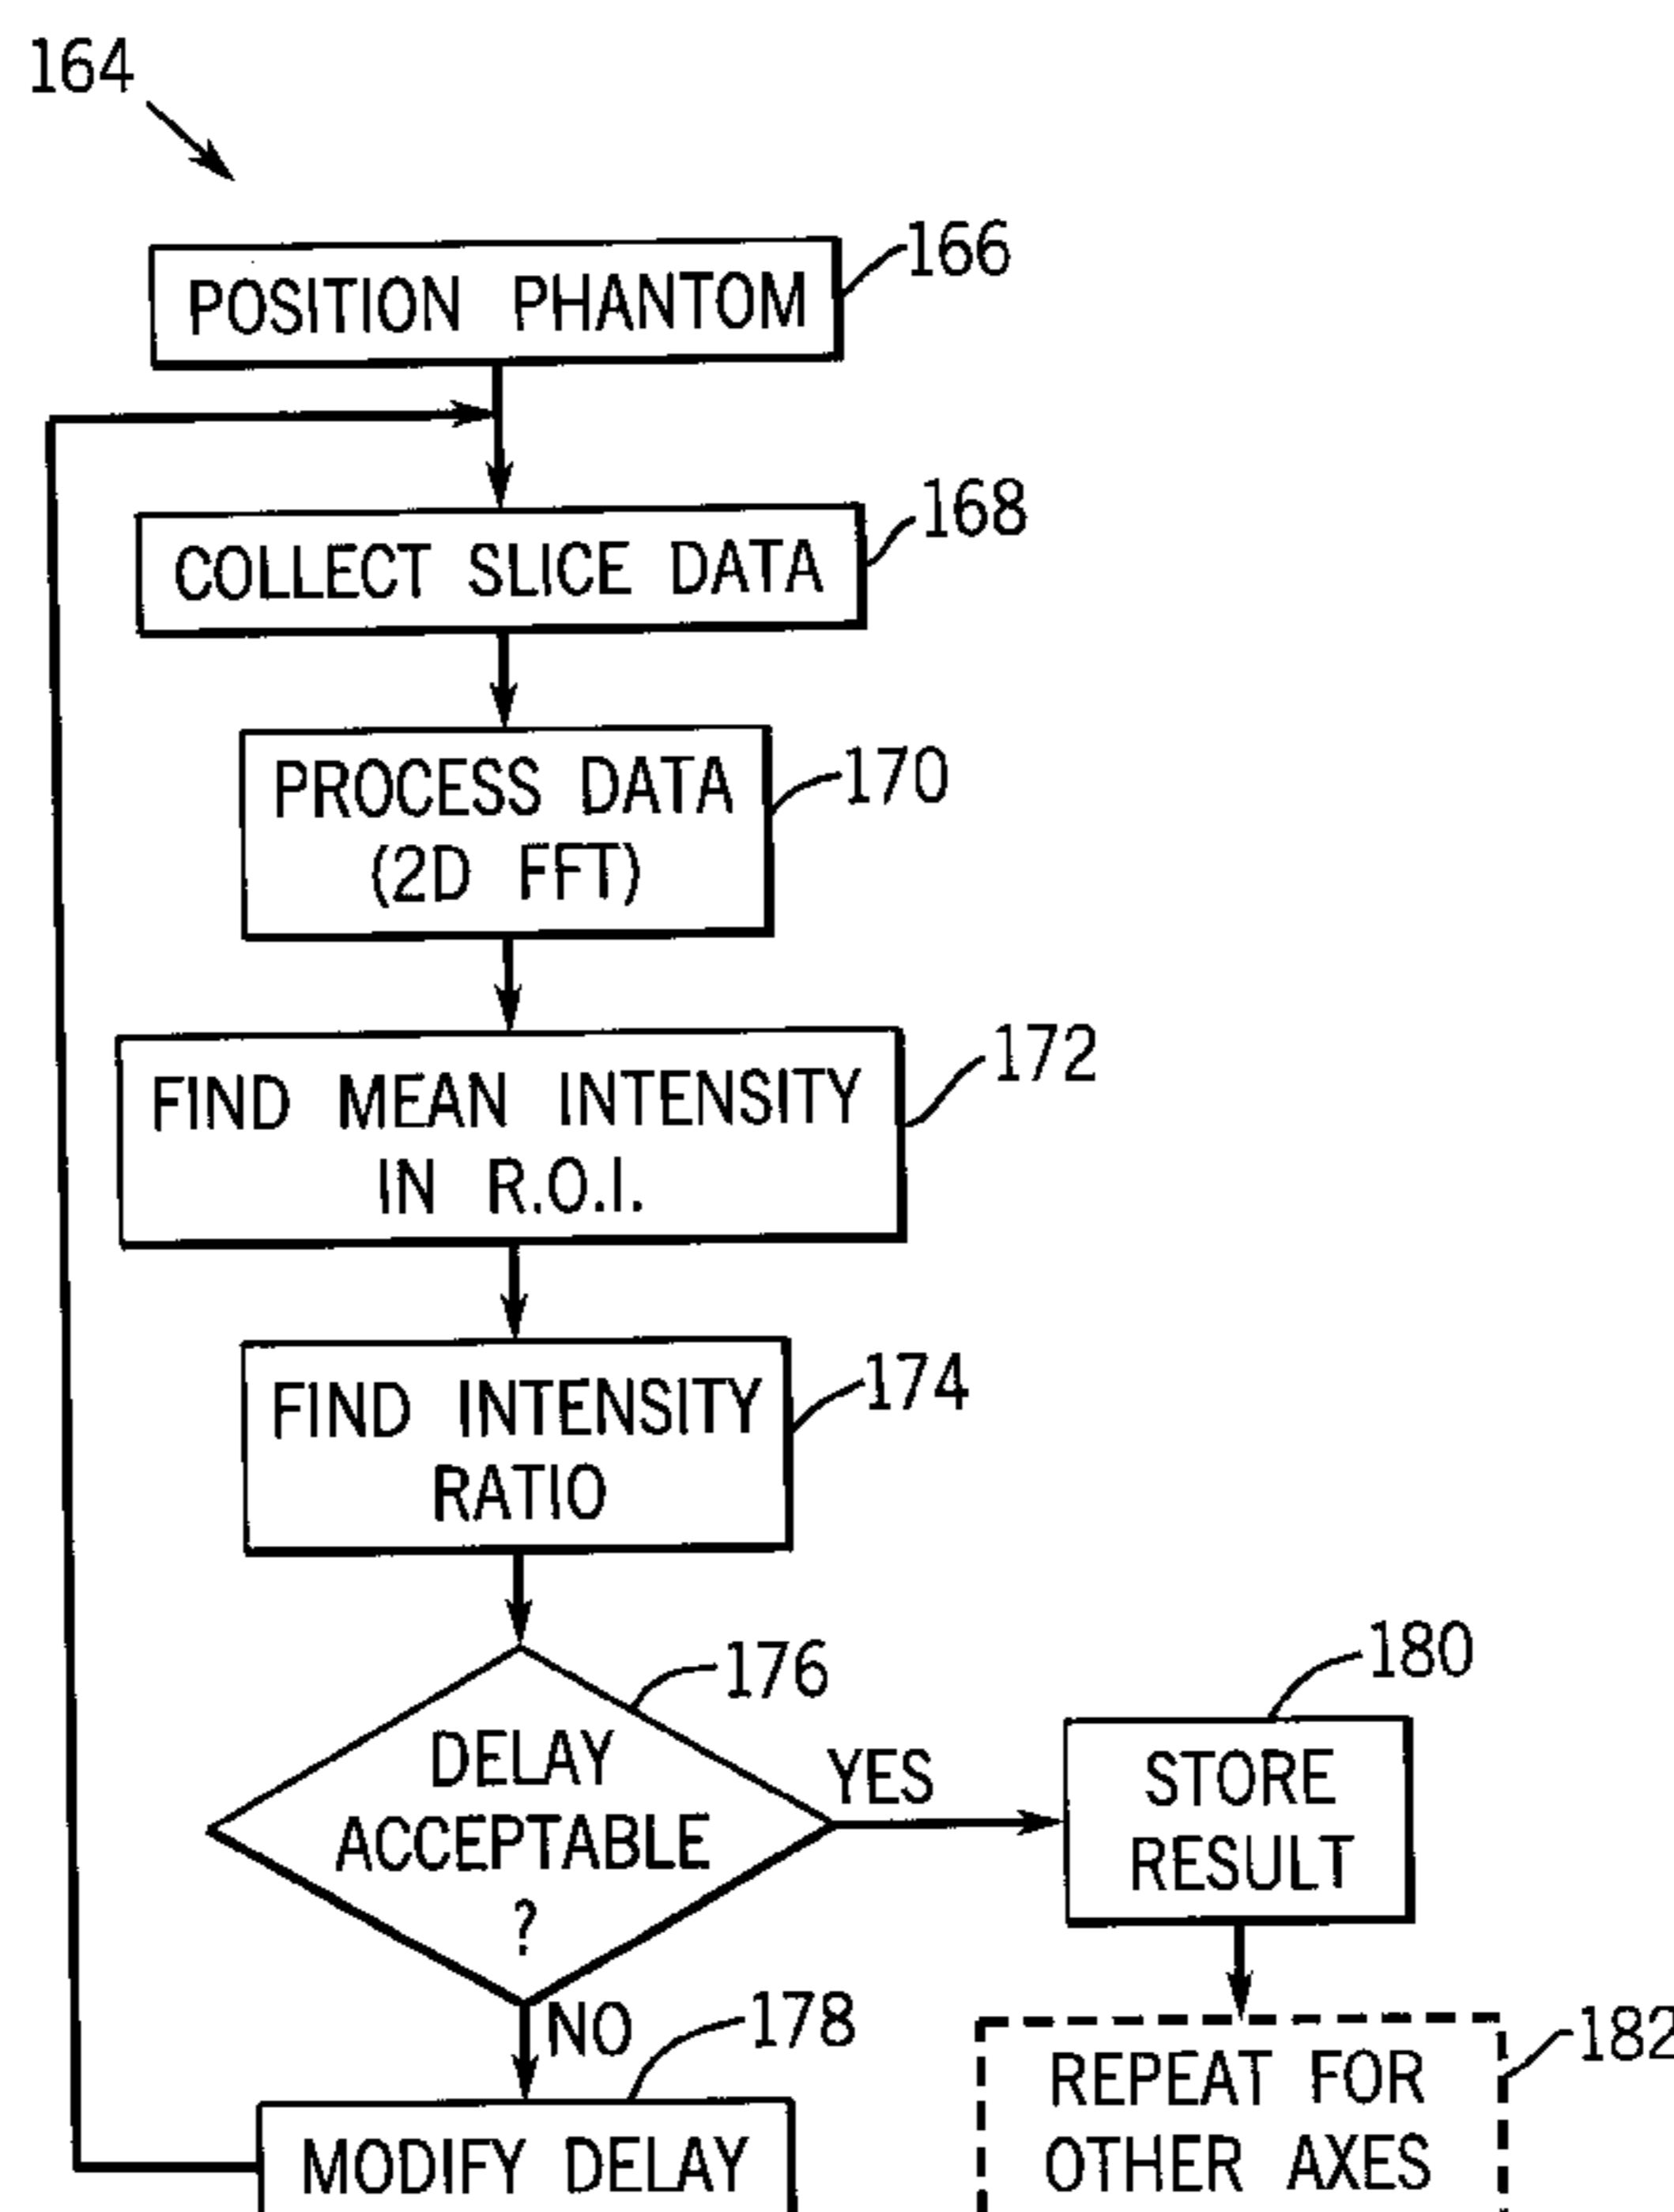 164
166
POSITION PHANTOM
168
COLLECT SLICE DATA
170
PROCESS DATA
(2D FFT)
172
FIND MEAN INTENSITY
IN R.O.I.
174
FIND INTENSITY
RATIO
176
DELAY
ACCEPTABLE
?
YES
180
STORE
RESULT
NO
178
MODIFY DELAY
182
REPEAT FOR
OTHER AXES